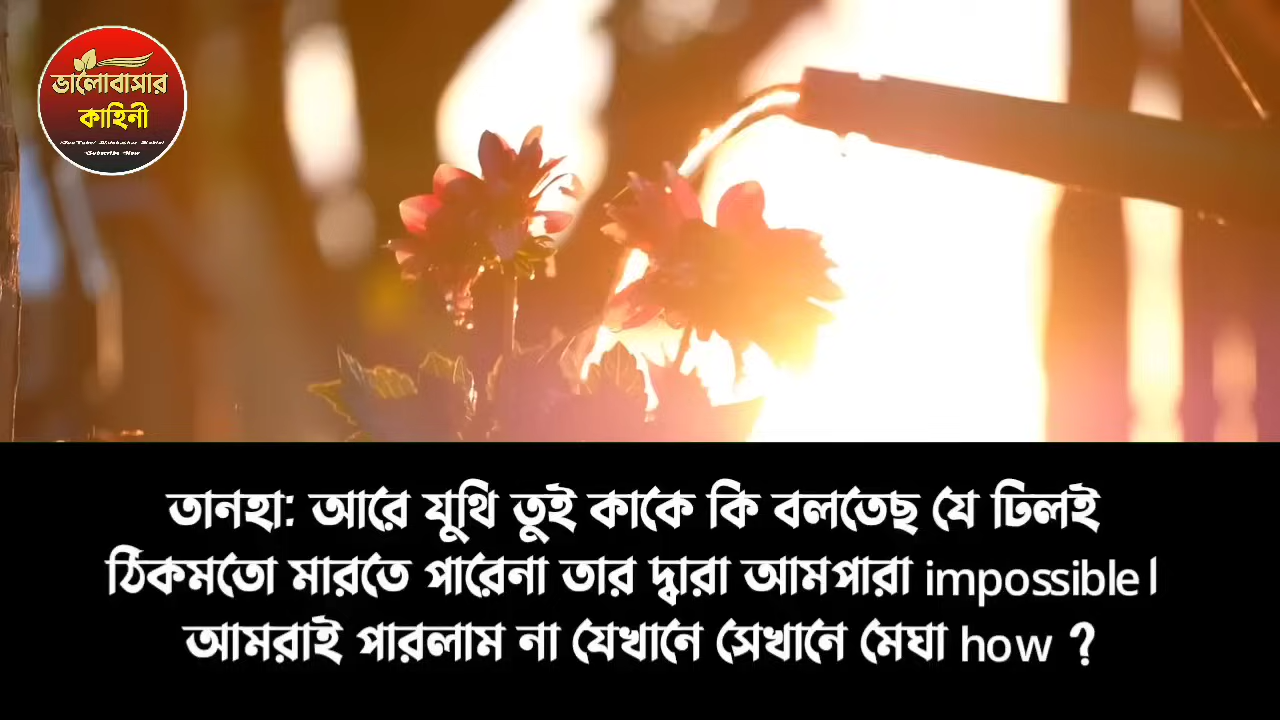 ভালোবাসার
কাহিনী
তানহা: আরে যুথি তুই কাকে কি বলতেছ যে ঢিলই
ঠিকমতো মারতে পারেনা তার দ্বারা আমপারা impossible।
আমরাই পারলাম না যেখানে সেখানে মেঘা how ?